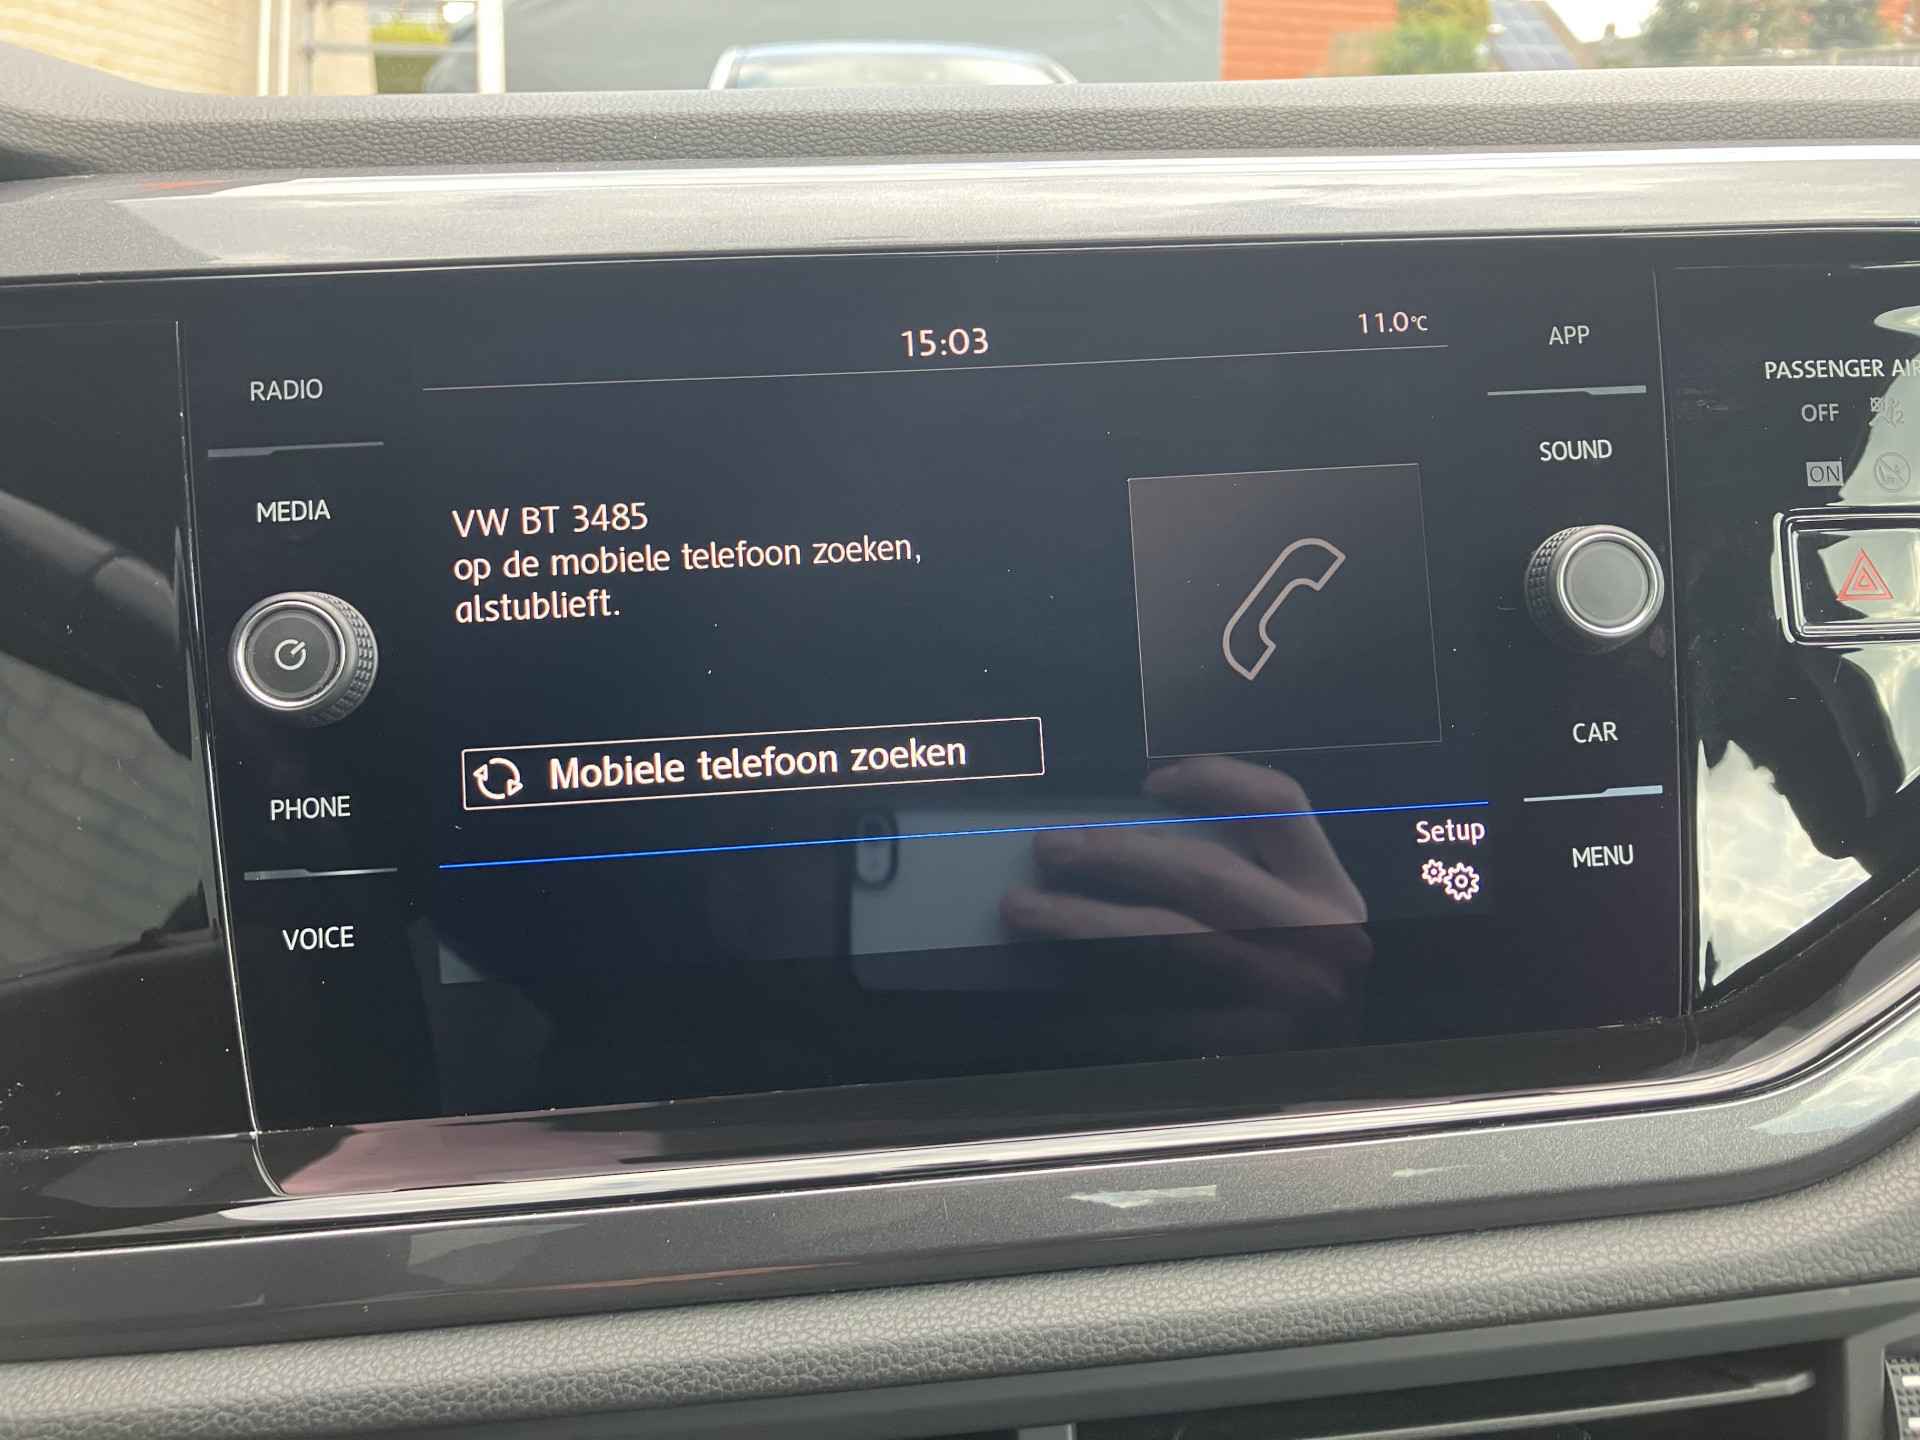 15:03
11.0°C
RADIO
MEDIA
PHONE
VOICE
VW BT 3485
op de mobiele telefoon zoeken,
alstublieft.
Mobiele telefoon zoeken
Setup
APP
SOUND
CAR
MENU
PASSENGER AIR
OFF
ON